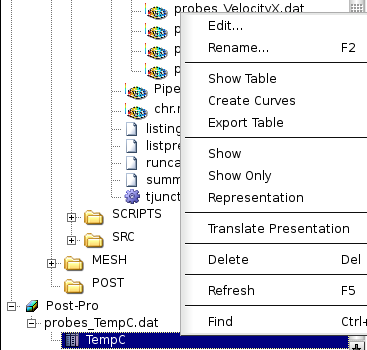 probes_VelocityX.dat
Edit...
Rename... F2
Show Table
Create Curves
Export Table
Show
Show Only
Representation
Translate Presentation
Delete Del
Refresh F5
Find Ctrl+
Pipe
chr.r
listing
listpre
runca
summ
tjunct
SCRIPTS
SRC
MESH
POST
Post-Pro
probes_TempC.dat
TempC